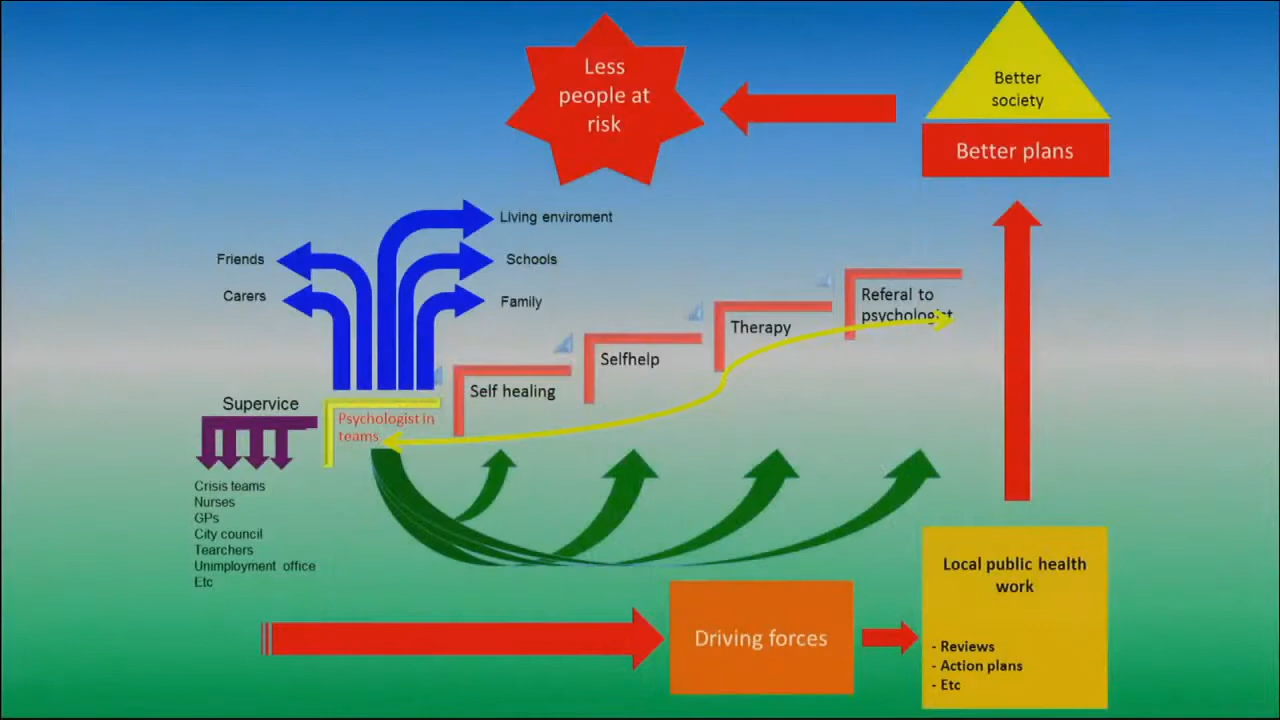 Less
people at
risk
Better
society
Better plans
Living enviroment
Friends
Schools
Carers
Family
Referal to
psychologist
Therapy
Selfhelp
Self healing
Supervice
Psychologist in
teams
Crisis teams
Nurses
GPs
City council
Tearchers
Unimployment office
Etc
Driving forces
Local public health
work
- Reviews
- Action plans
- Etc